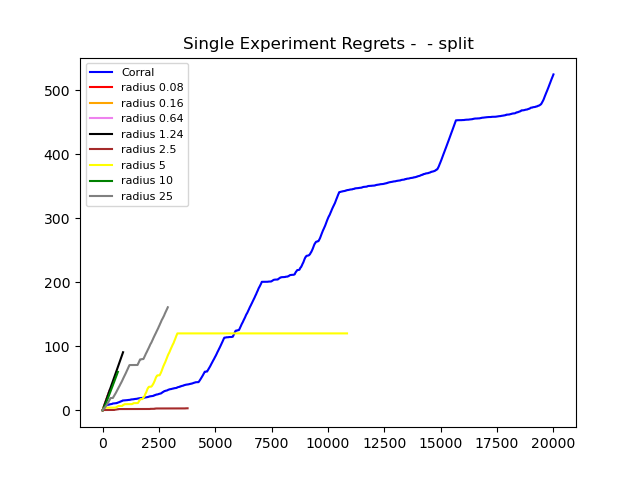 Single Experiment Regrets -  - split
Corral
radius 0.08
radius 0.16
radius 0.64
radius 1.24
radius 2.5
radius 5
radius 10
radius 25
500
400
300
200
100
0
0 2500 5000 7500 10000 12500 15000 17500 20000